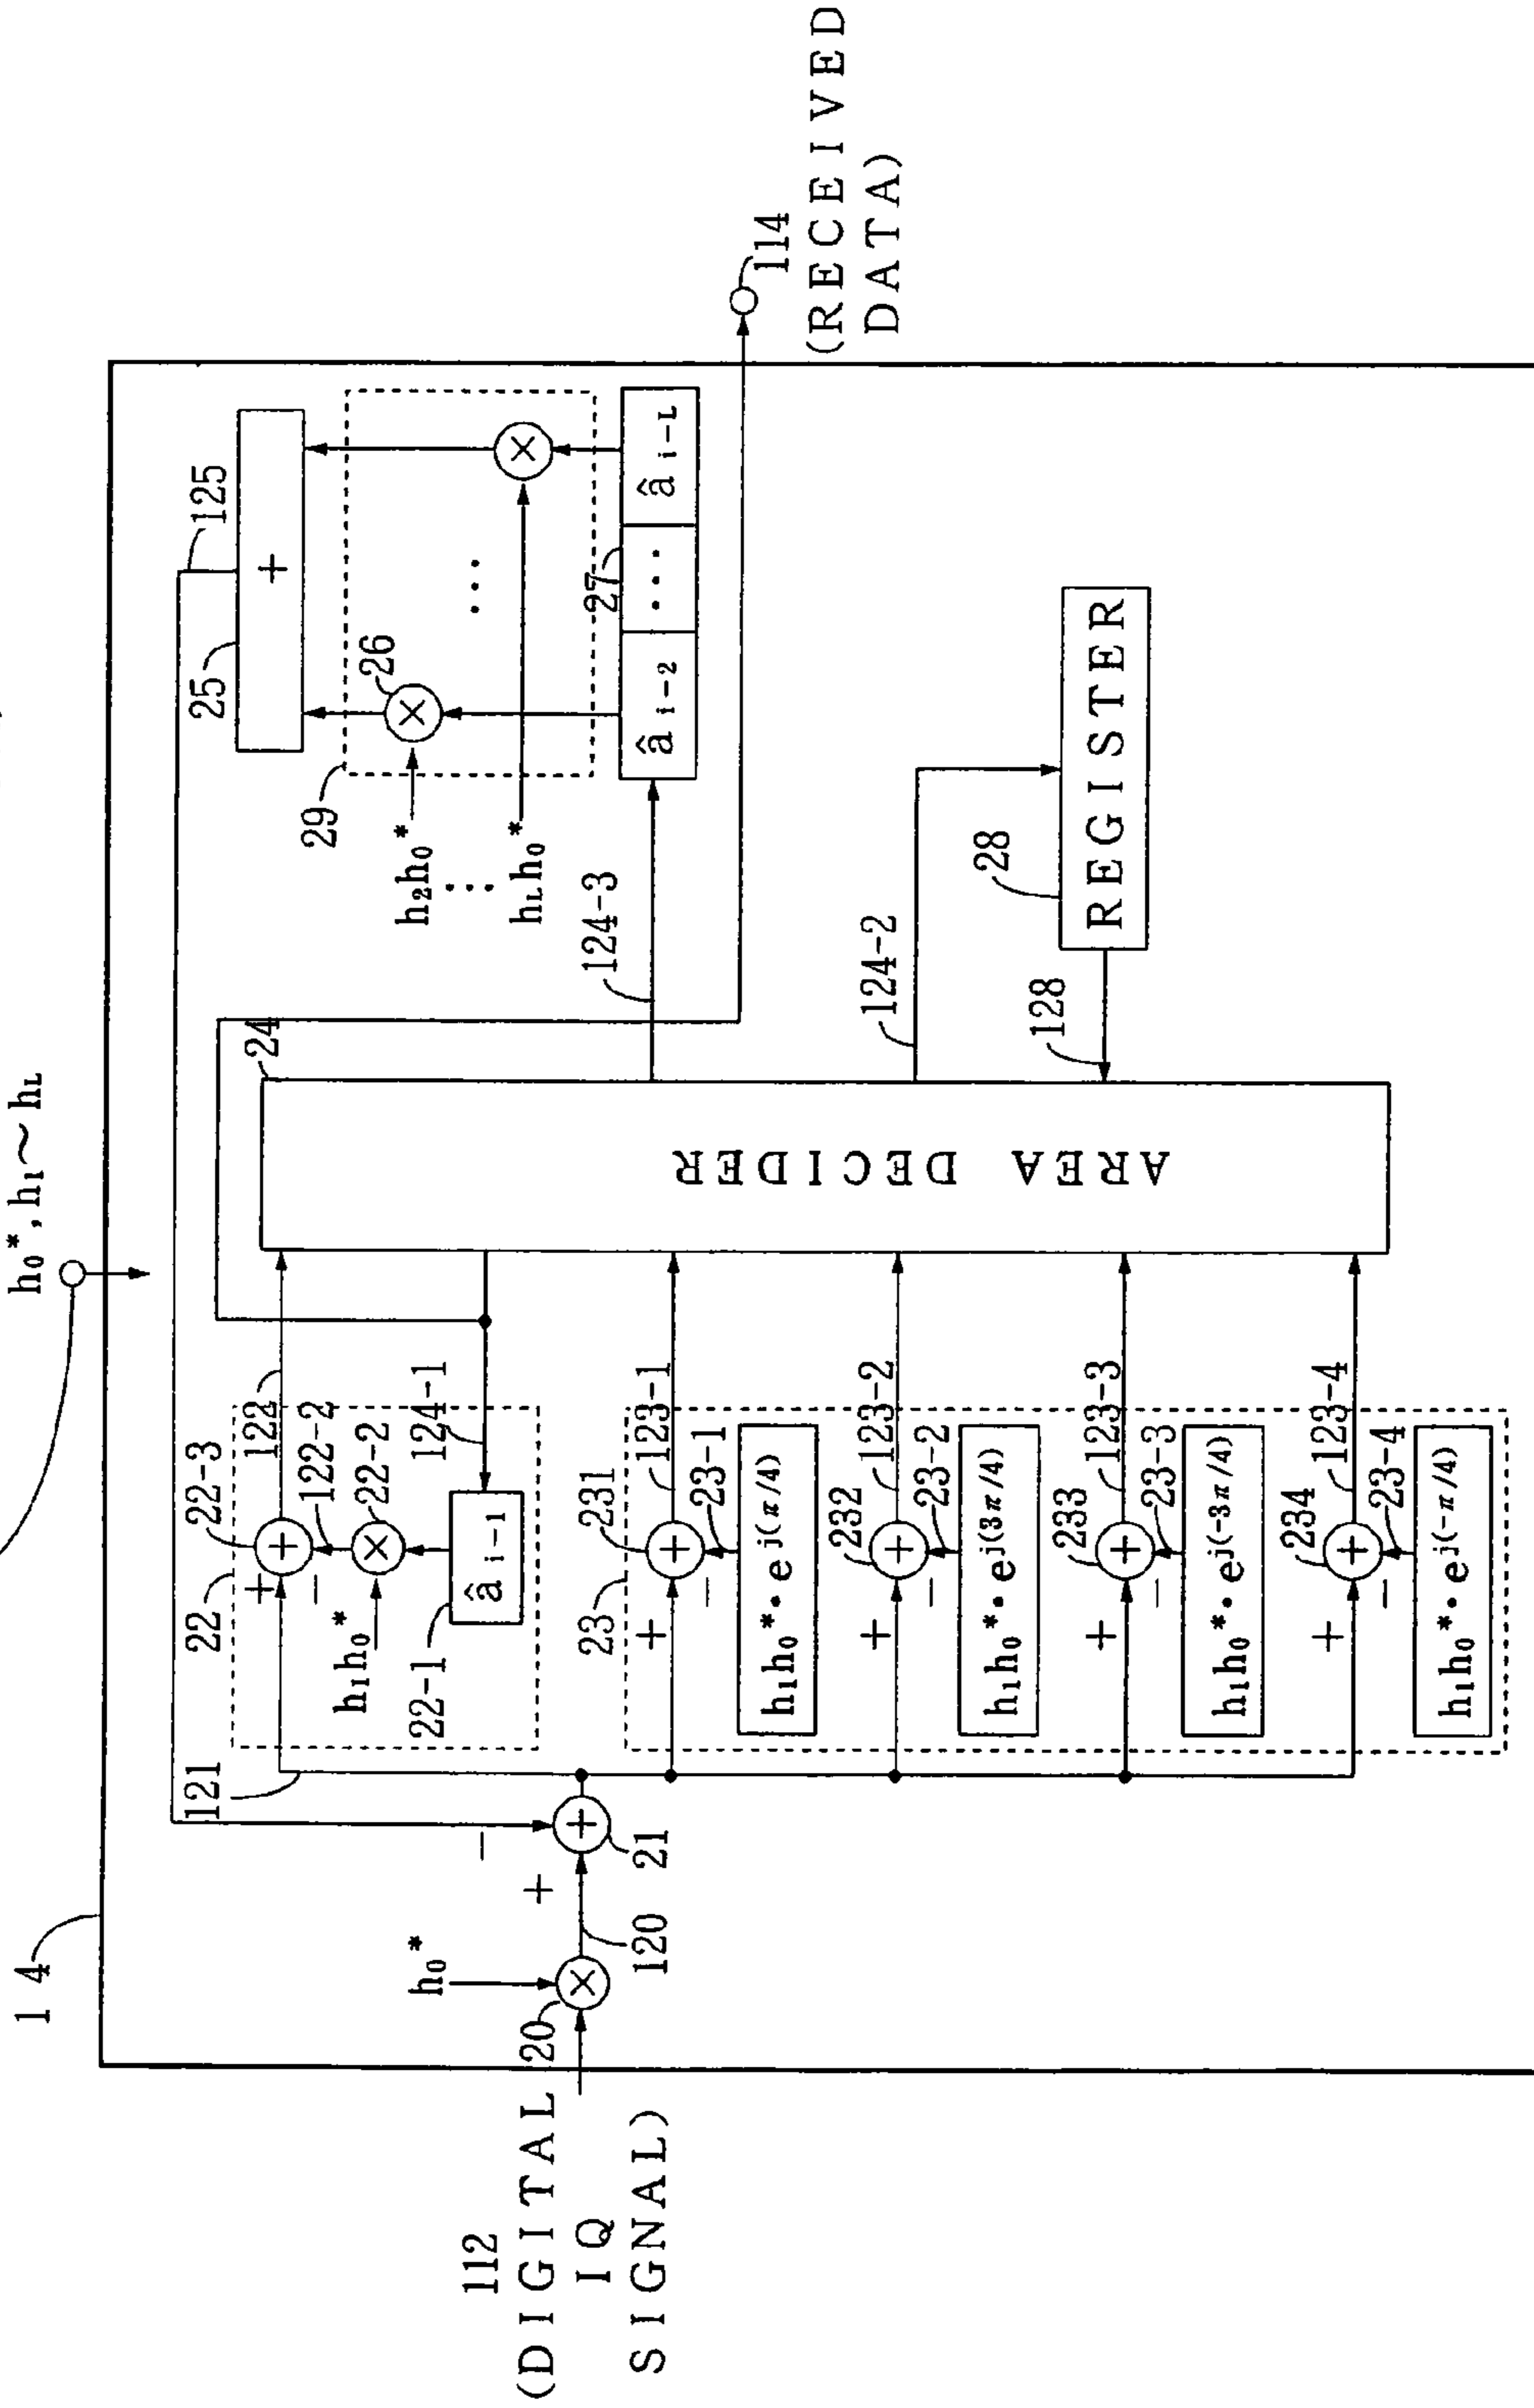 14
h₀*, h₁～h_L
112
(DIGITAL
IQ
SIGNAL)
20
h₀*
120
+
−
21
121
22
22-3
122
+
−
122-2
22-2
h₁h₀*
22-1
â i-1
124-1
23
231
123-1
+
−
23-1
h₁h₀*•e^j(π/4)
232
123-2
+
−
23-2
h₁h₀*•e^j(3π/4)
233
123-3
+
−
23-3
h₁h₀*•e^j(-3π/4)
234
123-4
+
−
23-4
h₁h₀*•e^j(-π/4)
24
AREA DECIDER
25
125
+
29
26
h₂h₀*
⋮
h_Lh₀*
...
27
â i-2
...
â i-L
124-3
124-2
128
28
REGISTER
114
(RECEIVED
DATA)